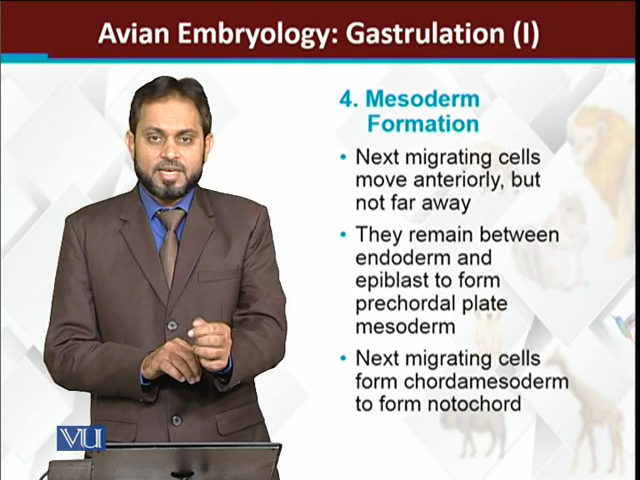 Avian Embryology: Gastrulation (I)
4. Mesoderm
Formation
• Next migrating cells
move anteriorly, but
not far away
• They remain between
endoderm and
epiblast to form
prechordal plate
mesoderm
• Next migrating cells
form chordamesoderm
to form notochord
VU